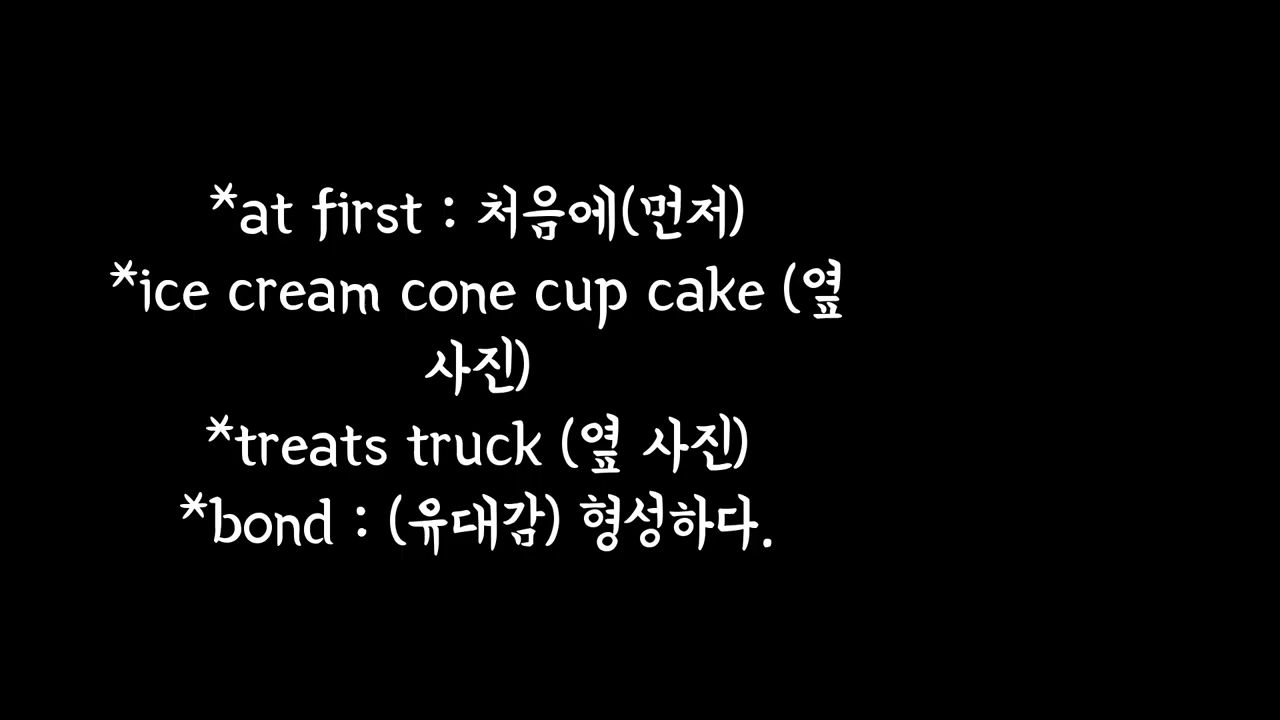 *at first : 처음에(먼저)
*ice cream cone cup cake (옆
사진)
*treats truck (옆 사진)
*bond : (유대감) 형성하다.